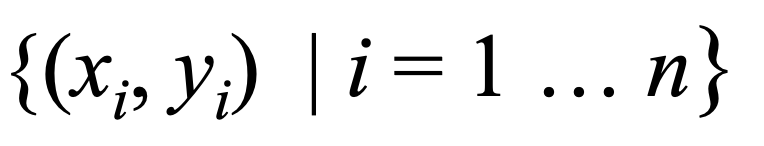 {(xᵢ, yᵢ) | i = 1 … n}